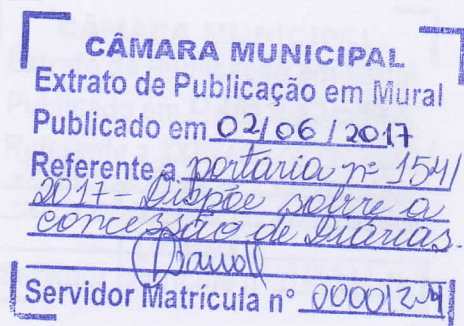 CÂMARA MUNICIPAL
Extrato de Publicação em Mural
Publicado em 02/06/2017
Referente a portaria nº 154/
2017 - Dispõe sobre a
concessão de Diárias.
Servidor Matrícula nº